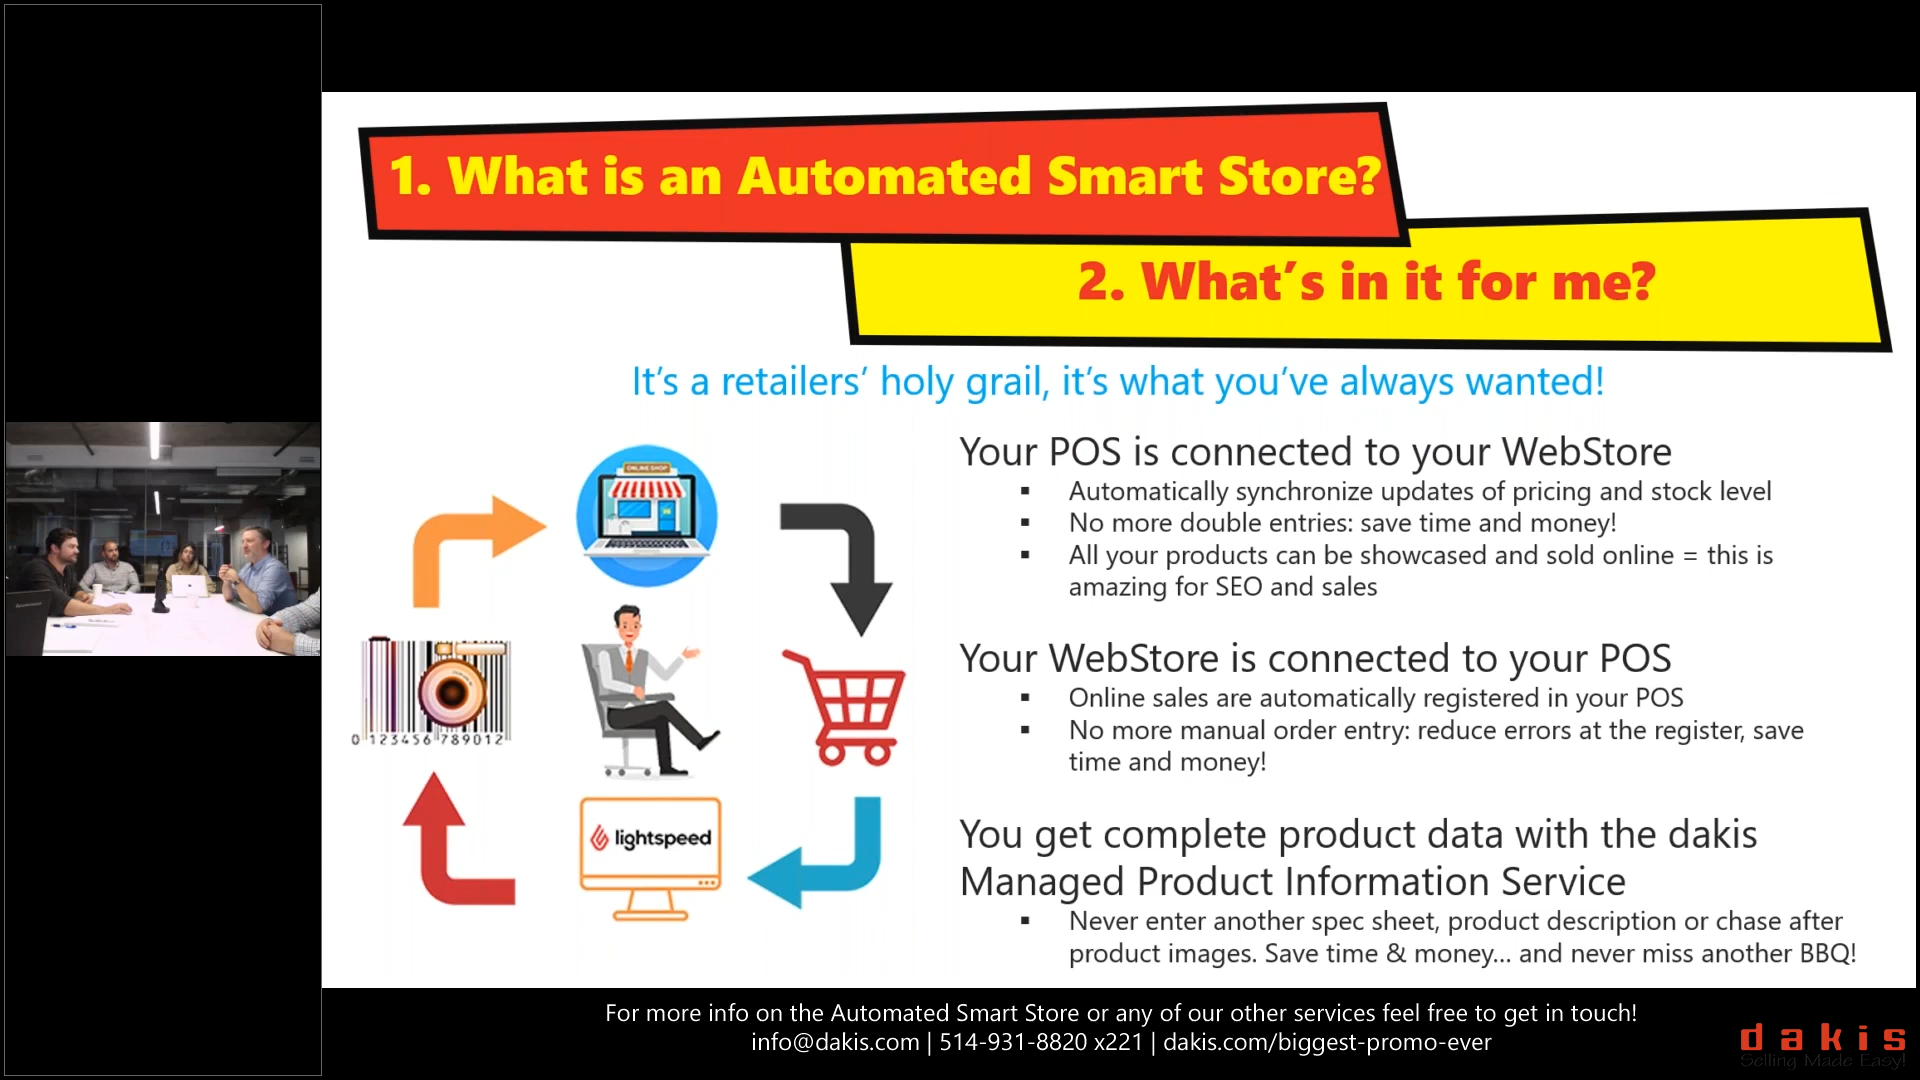 1. What is an Automated Smart Store?
2. What's in it for me?
It's a retailers' holy grail, it's what you've always wanted!
ONLINE SHOP
0 123456 789012
lightspeed
Your POS is connected to your WebStore
▪ Automatically synchronize updates of pricing and stock level
▪ No more double entries: save time and money!
▪ All your products can be showcased and sold online = this is
amazing for SEO and sales
Your WebStore is connected to your POS
▪ Online sales are automatically registered in your POS
▪ No more manual order entry: reduce errors at the register, save
time and money!
You get complete product data with the dakis
Managed Product Information Service
▪ Never enter another spec sheet, product description or chase after
product images. Save time & money... and never miss another BBQ!
For more info on the Automated Smart Store or any of our other services feel free to get in touch!
info@dakis.com | 514-931-8820 x221 | dakis.com/biggest-promo-ever
dakis
Selling Made Easy!